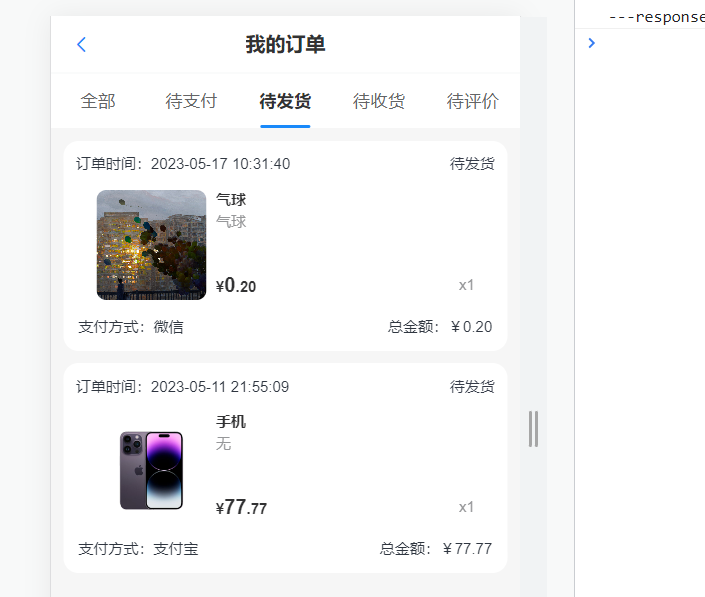 我的订单
---response
全部 待支付 待发货 待收货 待评价
订单时间：2023-05-17 10:31:40 待发货
气球
气球
¥0.20 x1
支付方式：微信 总金额：￥0.20
订单时间：2023-05-11 21:55:09 待发货
手机
无
¥77.77 x1
支付方式：支付宝 总金额：￥77.77